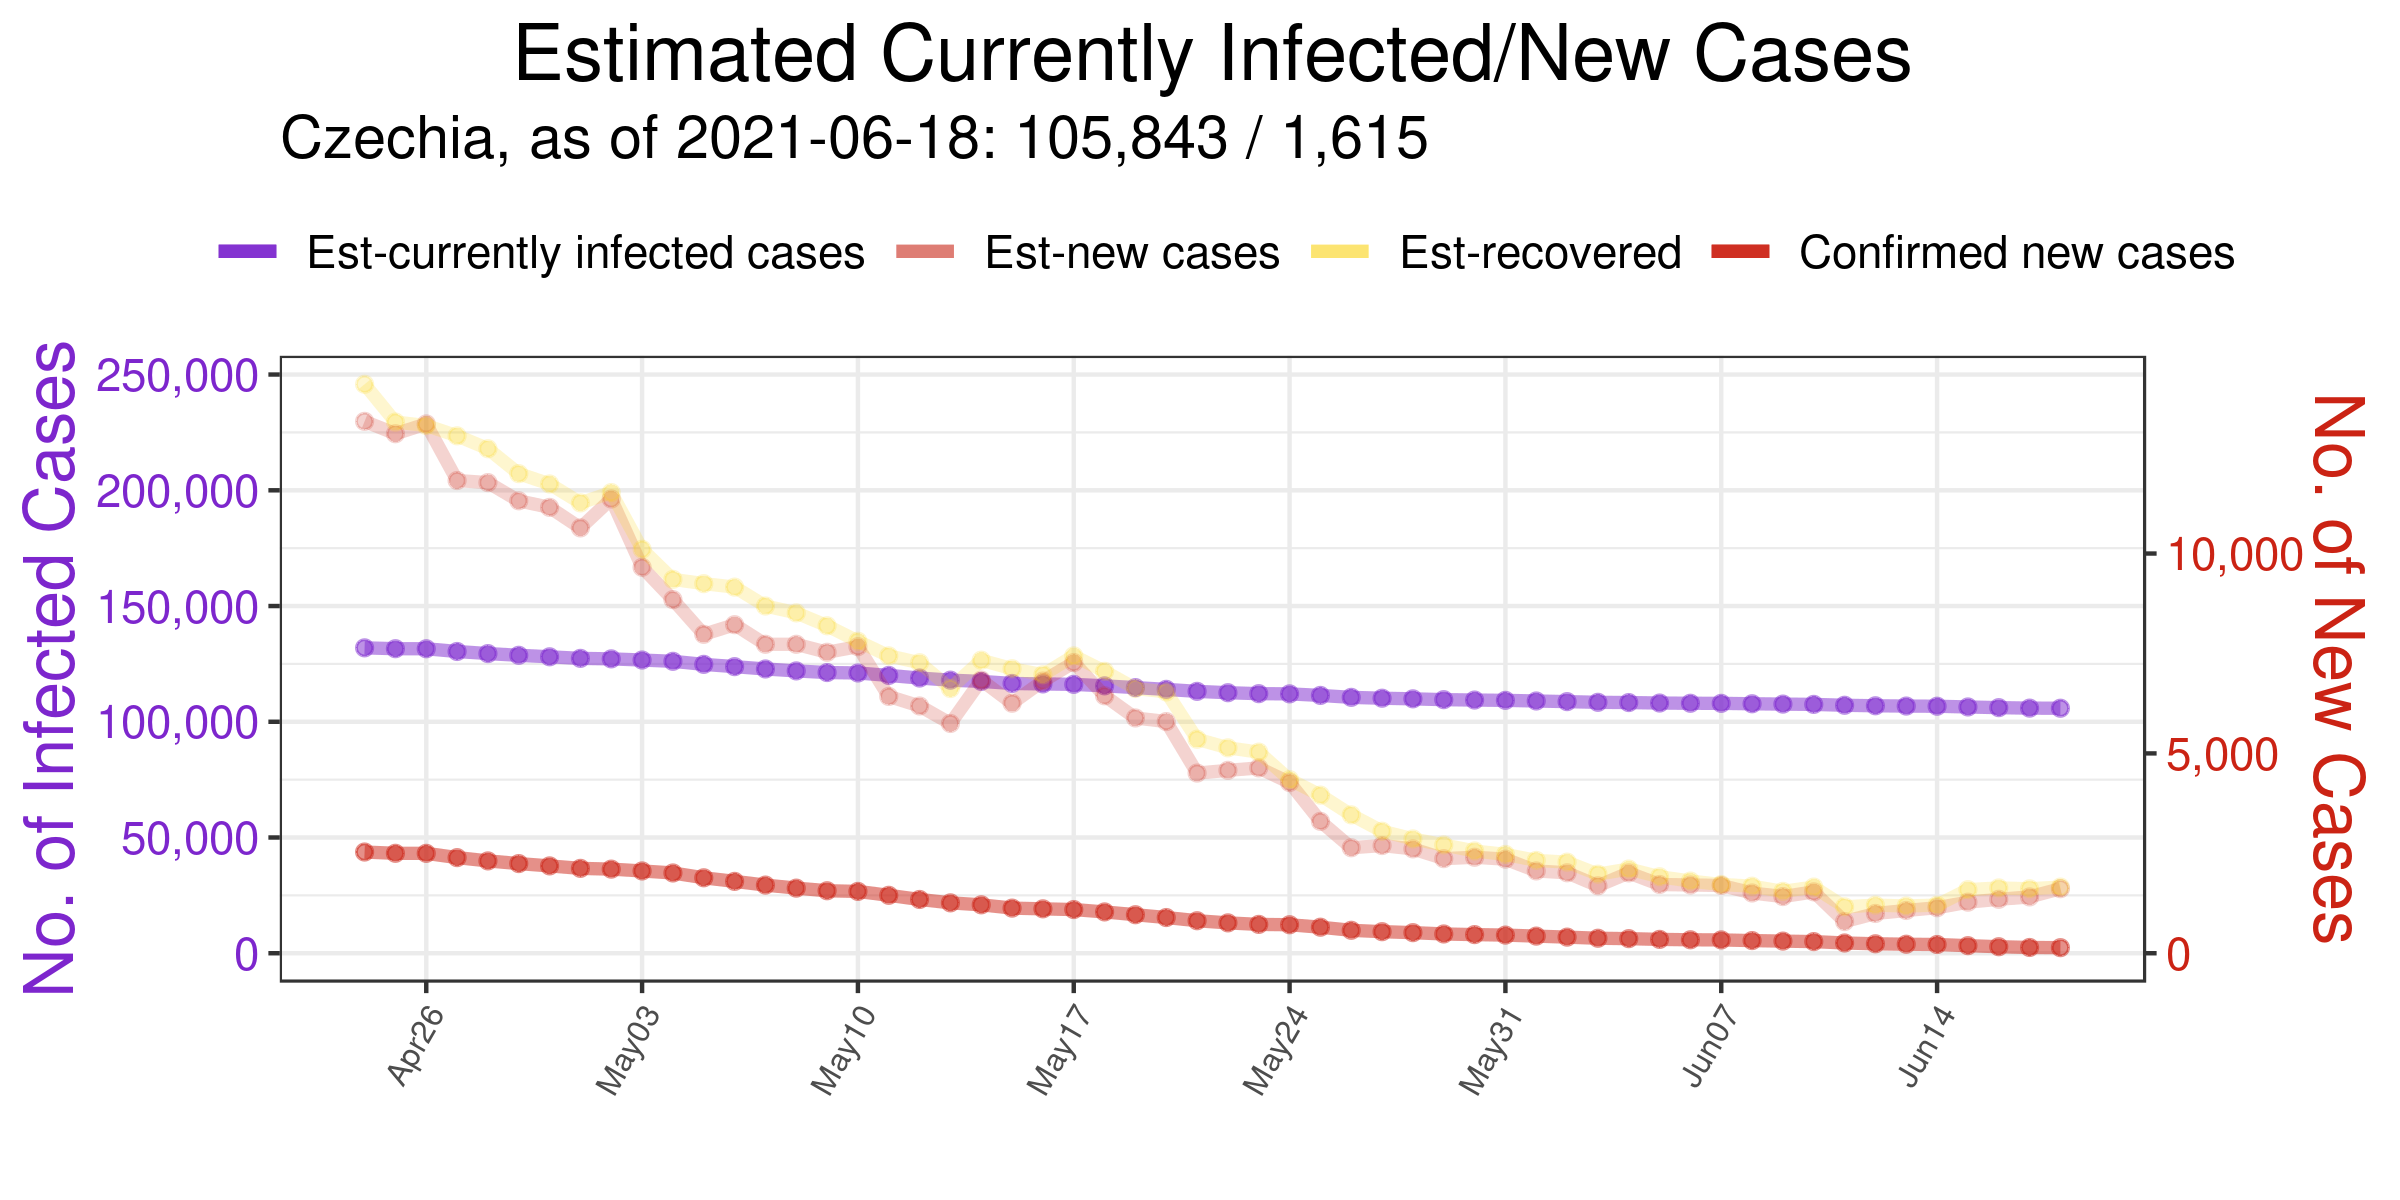 Estimated Currently Infected/New Cases
Czechia, as of 2021-06-18: 105,843 / 1,615
Est-currently infected cases Est-new cases Est-recovered Confirmed new cases
No. of Infected Cases
250,000
200,000
150,000
100,000
50,000
0
10,000
5,000
0
No. of New Cases
Apr26 May03 May10 May17 May24 May31 Jun07 Jun14